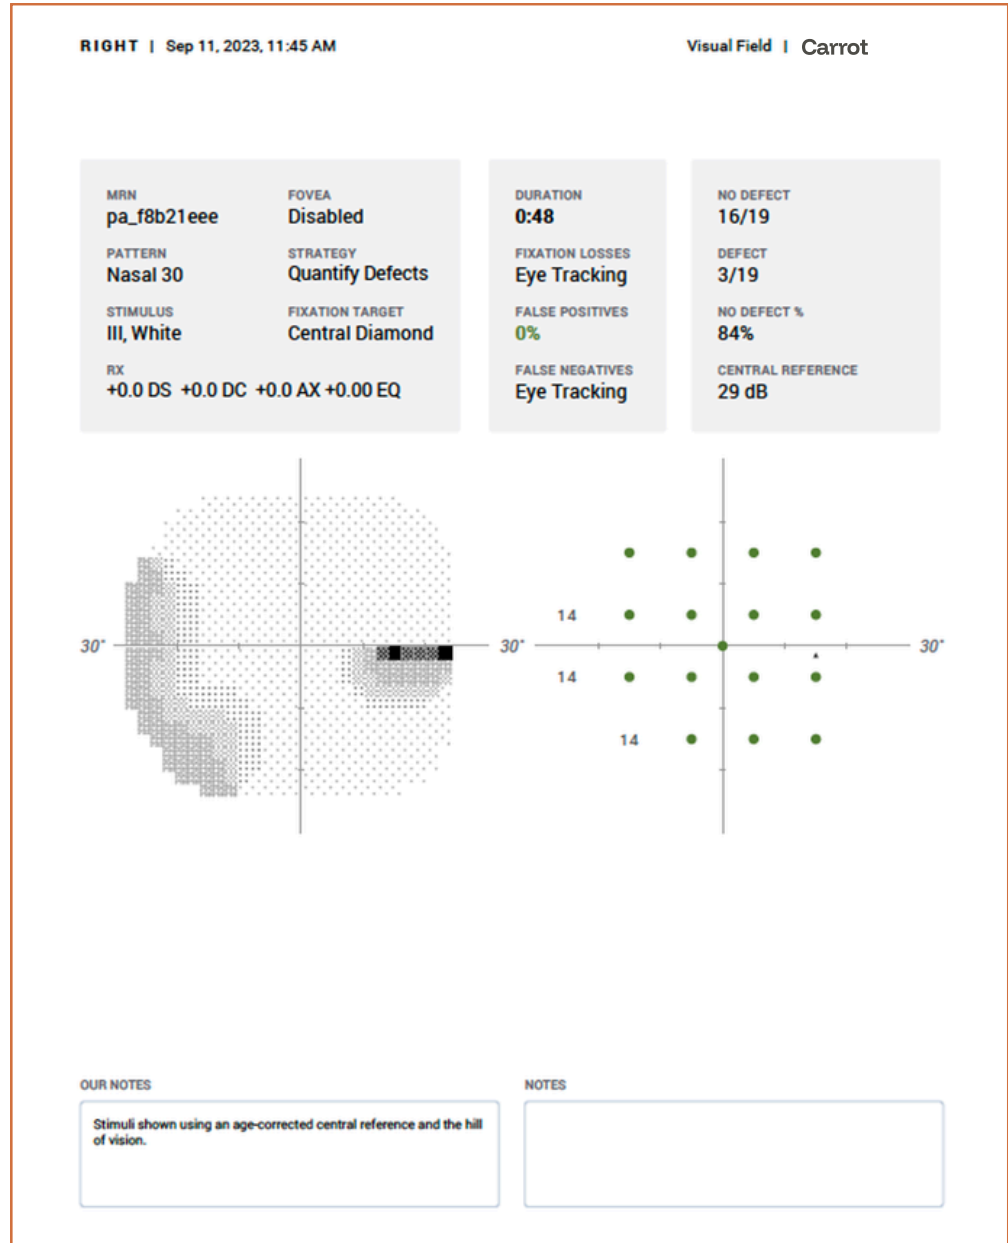 RIGHT | Sep 11, 2023, 11:45 AM
Visual Field | Carrot
MRN
pa_f8b21eee
FOVEA
Disabled
PATTERN
Nasal 30
STRATEGY
Quantify Defects
STIMULUS
III, White
FIXATION TARGET
Central Diamond
RX
+0.0 DS +0.0 DC +0.0 AX +0.00 EQ
DURATION
0:48
FIXATION LOSSES
Eye Tracking
FALSE POSITIVES
0%
FALSE NEGATIVES
Eye Tracking
NO DEFECT
16/19
DEFECT
3/19
NO DEFECT %
84%
CENTRAL REFERENCE
29 dB
30°
30°
30°
14
14
14
OUR NOTES
Stimuli shown using an age-corrected central reference and the hill
of vision.
NOTES